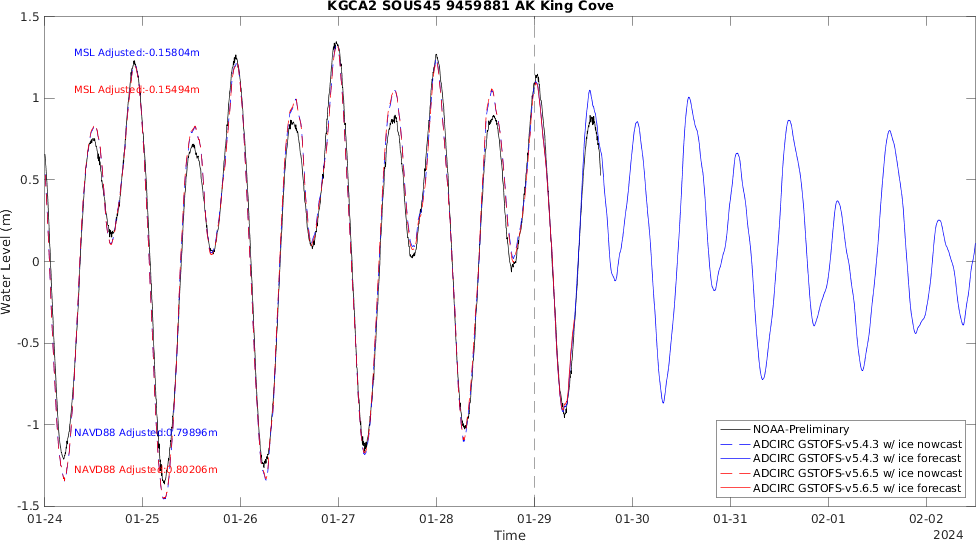 KGCA2 SOUS45 9459881 AK King Cove
1.5
1
0.5
0
-0.5
-1
-1.5
Water Level (m)
MSL Adjusted:-0.15804m
MSL Adjusted:-0.15494m
NAVD88 Adjusted:0.79896m
NAVD88 Adjusted:0.80206m
NOAA-Preliminary
ADCIRC GSTOFS-v5.4.3 w/ ice nowcast
ADCIRC GSTOFS-v5.4.3 w/ ice forecast
ADCIRC GSTOFS-v5.6.5 w/ ice nowcast
ADCIRC GSTOFS-v5.6.5 w/ ice forecast
01-24 01-25 01-26 01-27 01-28 01-29 01-30 01-31 02-01 02-02
Time
2024